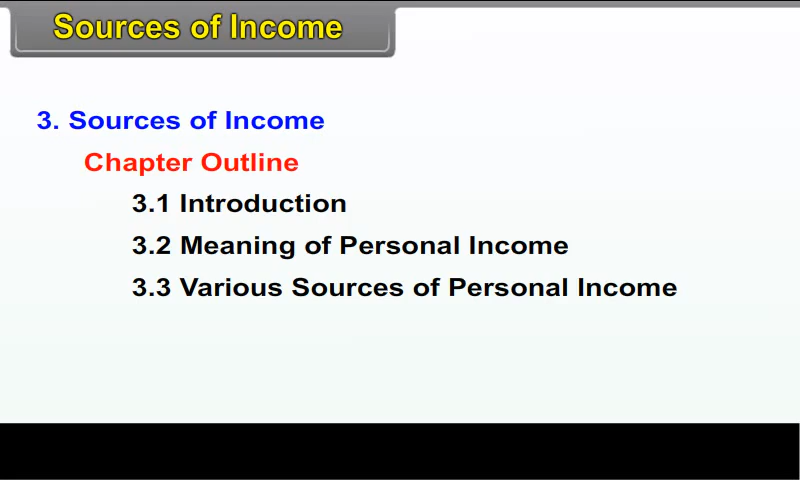 Sources of Income
3. Sources of Income
Chapter Outline
3.1 Introduction
3.2 Meaning of Personal Income
3.3 Various Sources of Personal Income